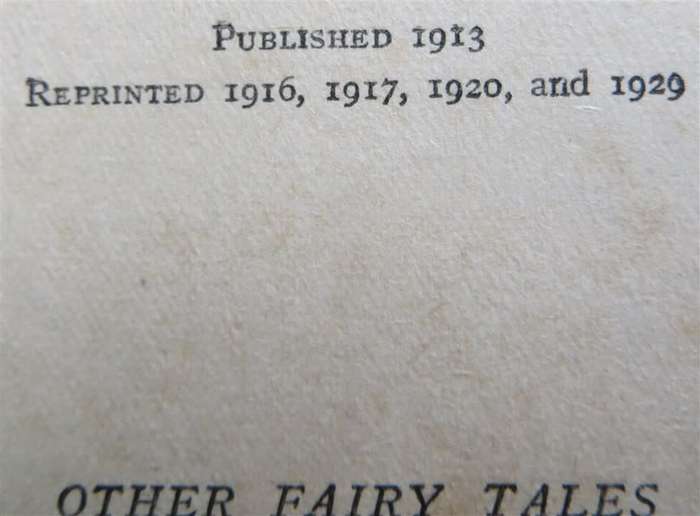 PUBLISHED 1913
REPRINTED 1916, 1917, 1920, and 1929
OTHER FAIRY TALES